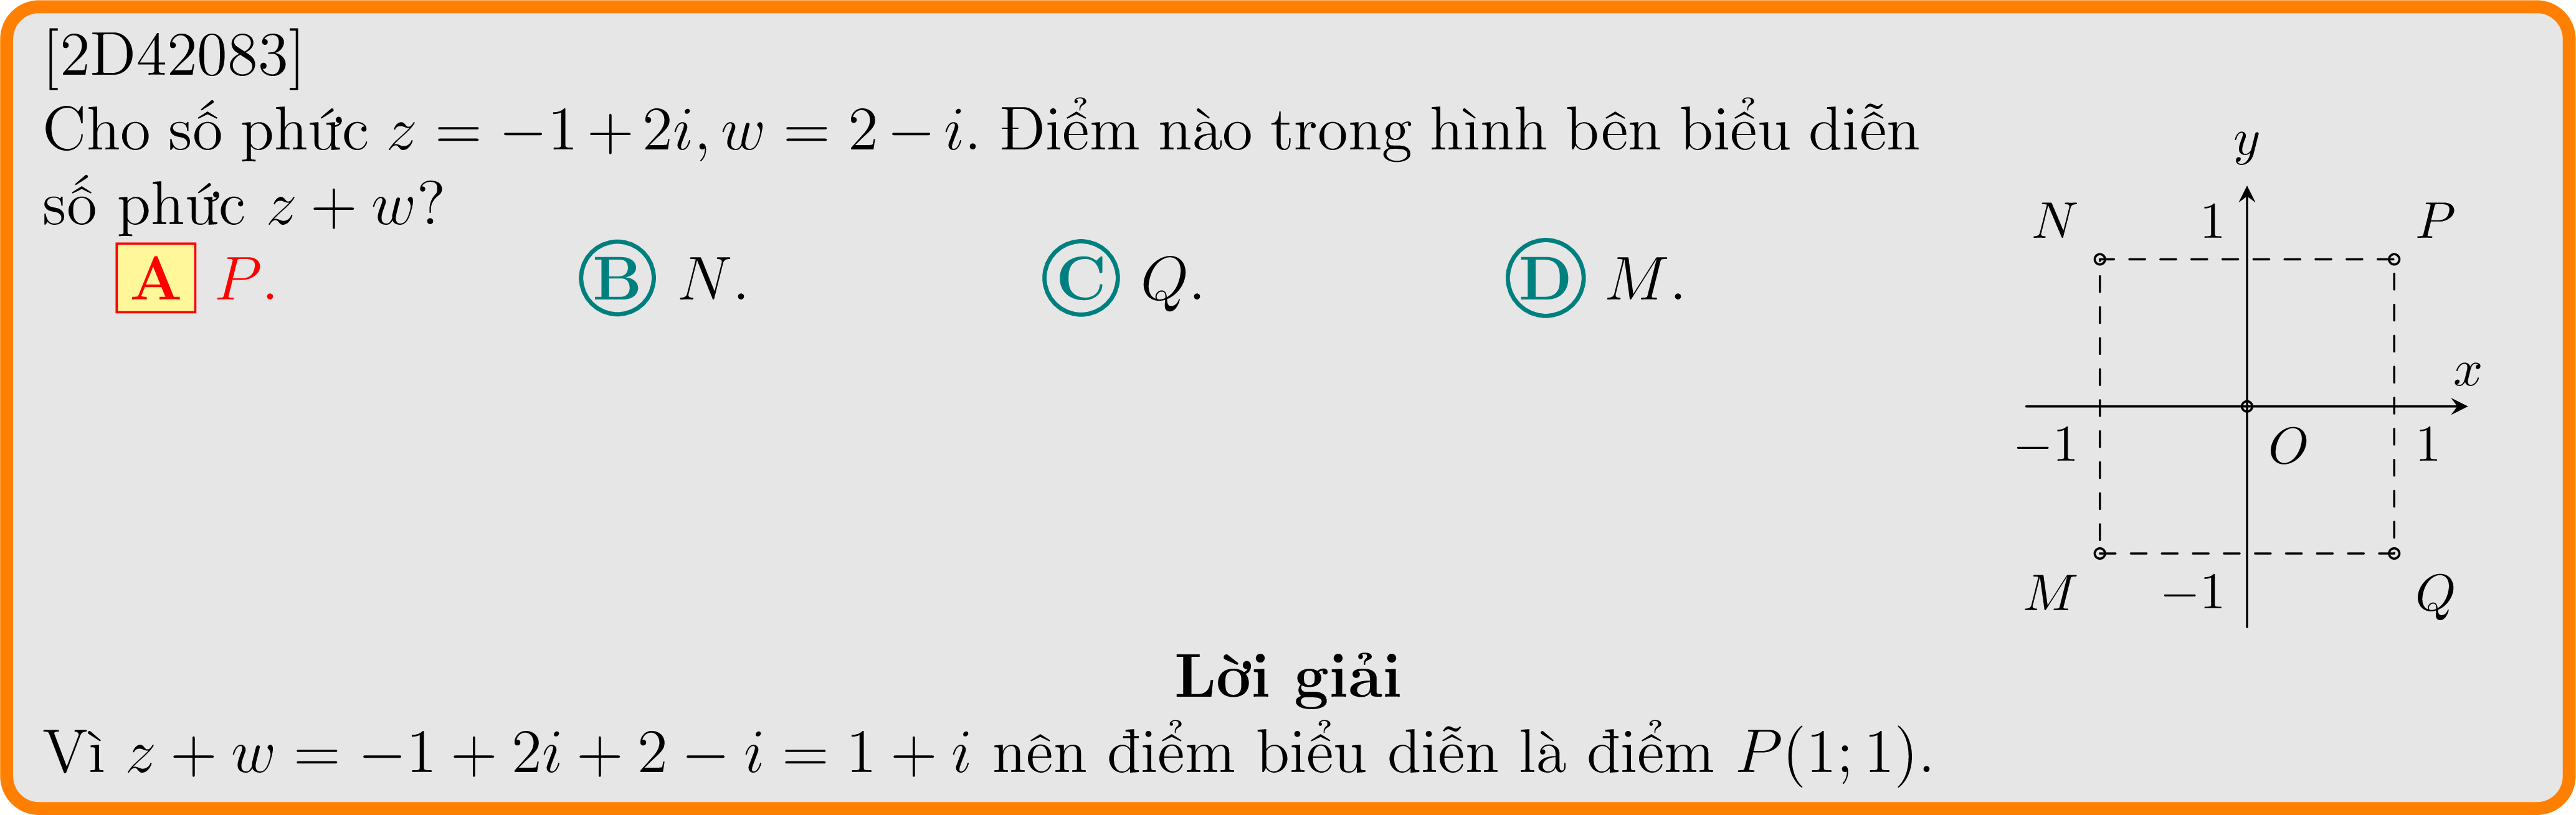 [2D42083]
Cho số phức z = −1 + 2i, w = 2 − i. Điểm nào trong hình bên biểu diễn
số phức z + w?
A P.
B N.
C Q.
D M.
y
N 1 P
x
−1 O 1
M −1 Q
Lời giải
Vì z + w = −1 + 2i + 2 − i = 1 + i nên điểm biểu diễn là điểm P(1; 1).